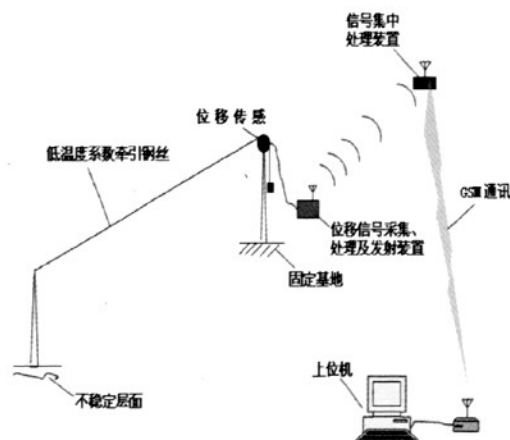 信号集中
处理装置
位移传感
低温度系数牵引钢丝
GSM通讯
位移信号采集、
处理及发射装置
固定基地
上位机
不稳定层面